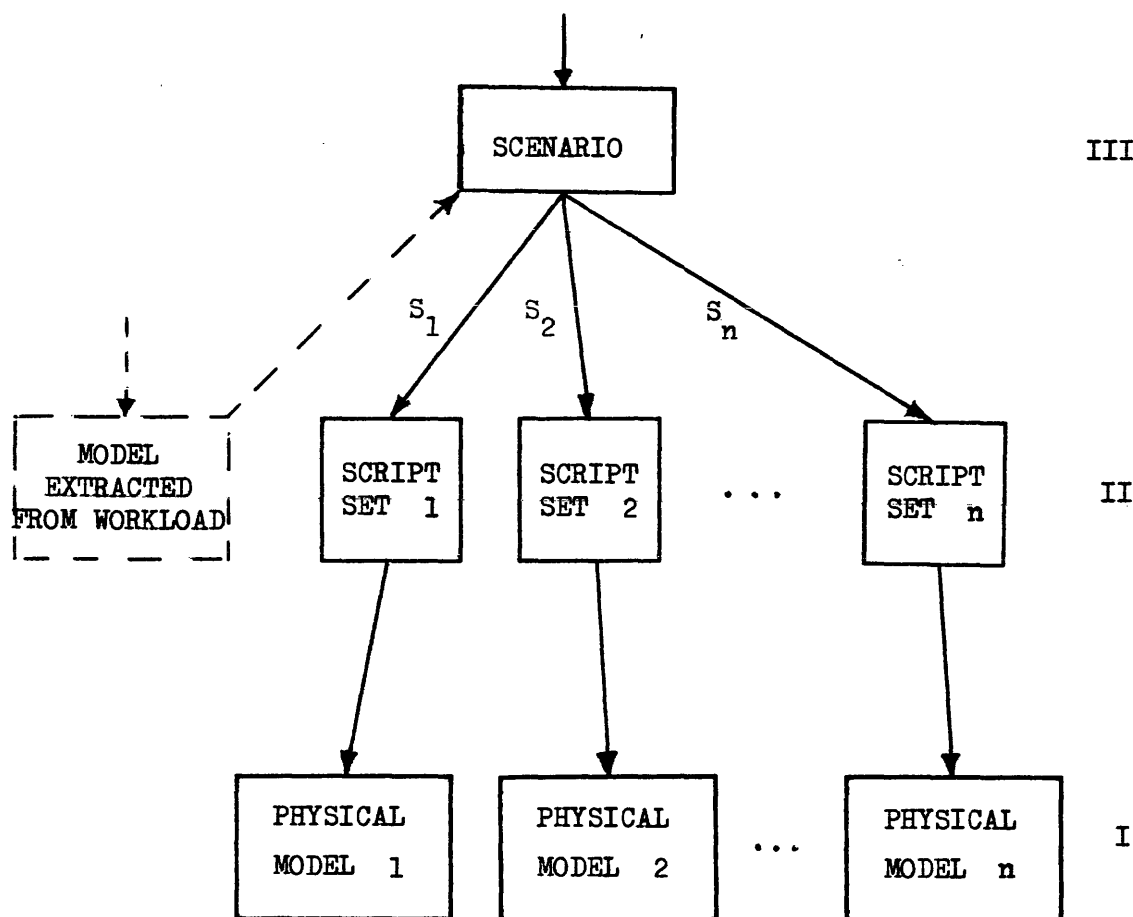 SCENARIO
III
S1
S2
Sn
MODEL
EXTRACTED
FROM WORKLOAD
SCRIPT
SET 1
SCRIPT
SET 2
...
SCRIPT
SET n
II
PHYSICAL
MODEL 1
PHYSICAL
MODEL 2
...
PHYSICAL
MODEL n
I